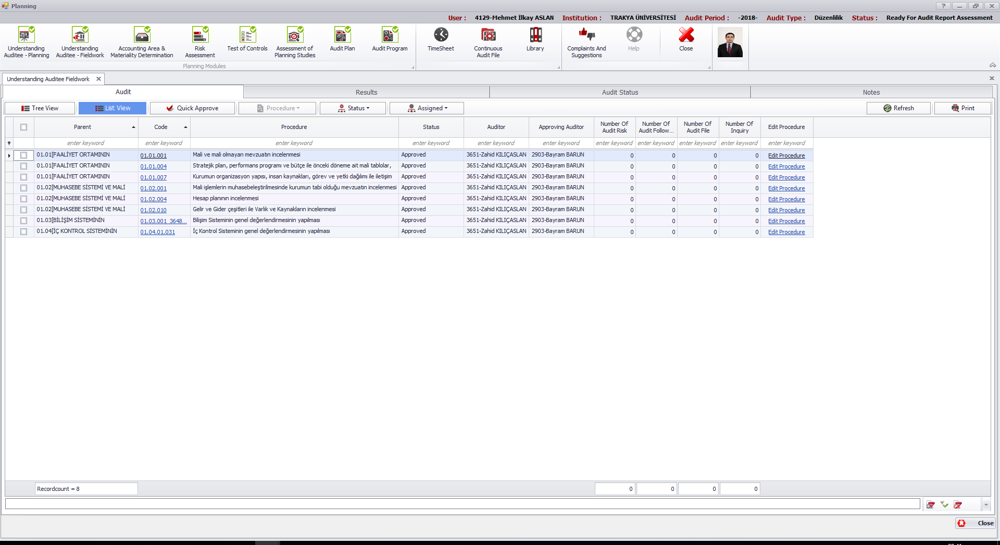 Planning
User : 4129-Mehmet İlkay ASLAN Institution : TRAKYA ÜNİVERSİTESİ Audit Period : -2018- Audit Type : Düzenlilik Status : Ready For Audit Report Assessment
Understanding Auditee - Planning
Understanding Auditee - Fieldwork
Accounting Area & Materiality Determination
Risk Assessment
Test of Controls
Assessment of Planning Studies
Audit Plan
Audit Program
TimeSheet
Continuous Audit File
Library
Complaints And Suggestions
Help
Close
Planning Modules
Understanding Auditee Fieldwork
Audit Results Audit Status Notes
Tree View List View Quick Approve Procedure Status Assigned Refresh Print
Parent Code Procedure Status Auditor Approving Auditor Number Of Audit Risk Number Of Audit Follow... Number Of Audit File Number Of Inquiry Edit Procedure
enter keyword enter keyword enter keyword enter keyword enter keyword enter keyword enter keyword enter keyword enter keyword enter keyword enter keyword
01.01[FAALİYET ORTAMININ 01.01.001 Mali ve mali olmayan mevzuatın incelenmesi Approved 3651-Zahid KILIÇASLAN 2903-Bayram BARUN 0 0 0 0 Edit Procedure
01.01[FAALİYET ORTAMININ 01.01.004 Stratejik plan, performans programı ve bütçe ile önceki döneme ait mali tablolar, Approved 3651-Zahid KILIÇASLAN 2903-Bayram BARUN 0 0 0 0 Edit Procedure
01.01[FAALİYET ORTAMININ 01.01.007 Kurumun organizasyon yapısı, insan kaynakları, görev ve yetki dağılımı ile iletişim Approved 3651-Zahid KILIÇASLAN 2903-Bayram BARUN 0 0 0 0 Edit Procedure
01.02[MUHASEBE SİSTEMİ VE MALİ 01.02.001 Mali işlemlerin muhasebeleştirilmesinde kurumun tabi olduğu mevzuatın incelenmesi Approved 3651-Zahid KILIÇASLAN 2903-Bayram BARUN 0 0 0 0 Edit Procedure
01.02[MUHASEBE SİSTEMİ VE MALİ 01.02.004 Hesap planının incelenmesi Approved 3651-Zahid KILIÇASLAN 2903-Bayram BARUN 0 0 0 0 Edit Procedure
01.02[MUHASEBE SİSTEMİ VE MALİ 01.02.010 Gelir ve Gider çeşitleri ile Varlık ve Kaynakların incelenmesi Approved 3651-Zahid KILIÇASLAN 2903-Bayram BARUN 0 0 0 0 Edit Procedure
01.03[BİLİŞİM SİSTEMİNİN 01.03.001_3648... Bilişim Sisteminin genel değerlendirmesinin yapılması Approved 3651-Zahid KILIÇASLAN 2903-Bayram BARUN 0 0 0 0 Edit Procedure
01.04[İÇ KONTROL SİSTEMİNİN 01.04.01.031 İç Kontrol Sisteminin genel değerlendirmesinin yapılması Approved 3651-Zahid KILIÇASLAN 2903-Bayram BARUN 0 0 0 0 Edit Procedure
Recordcount = 8 0 0 0 0
Close